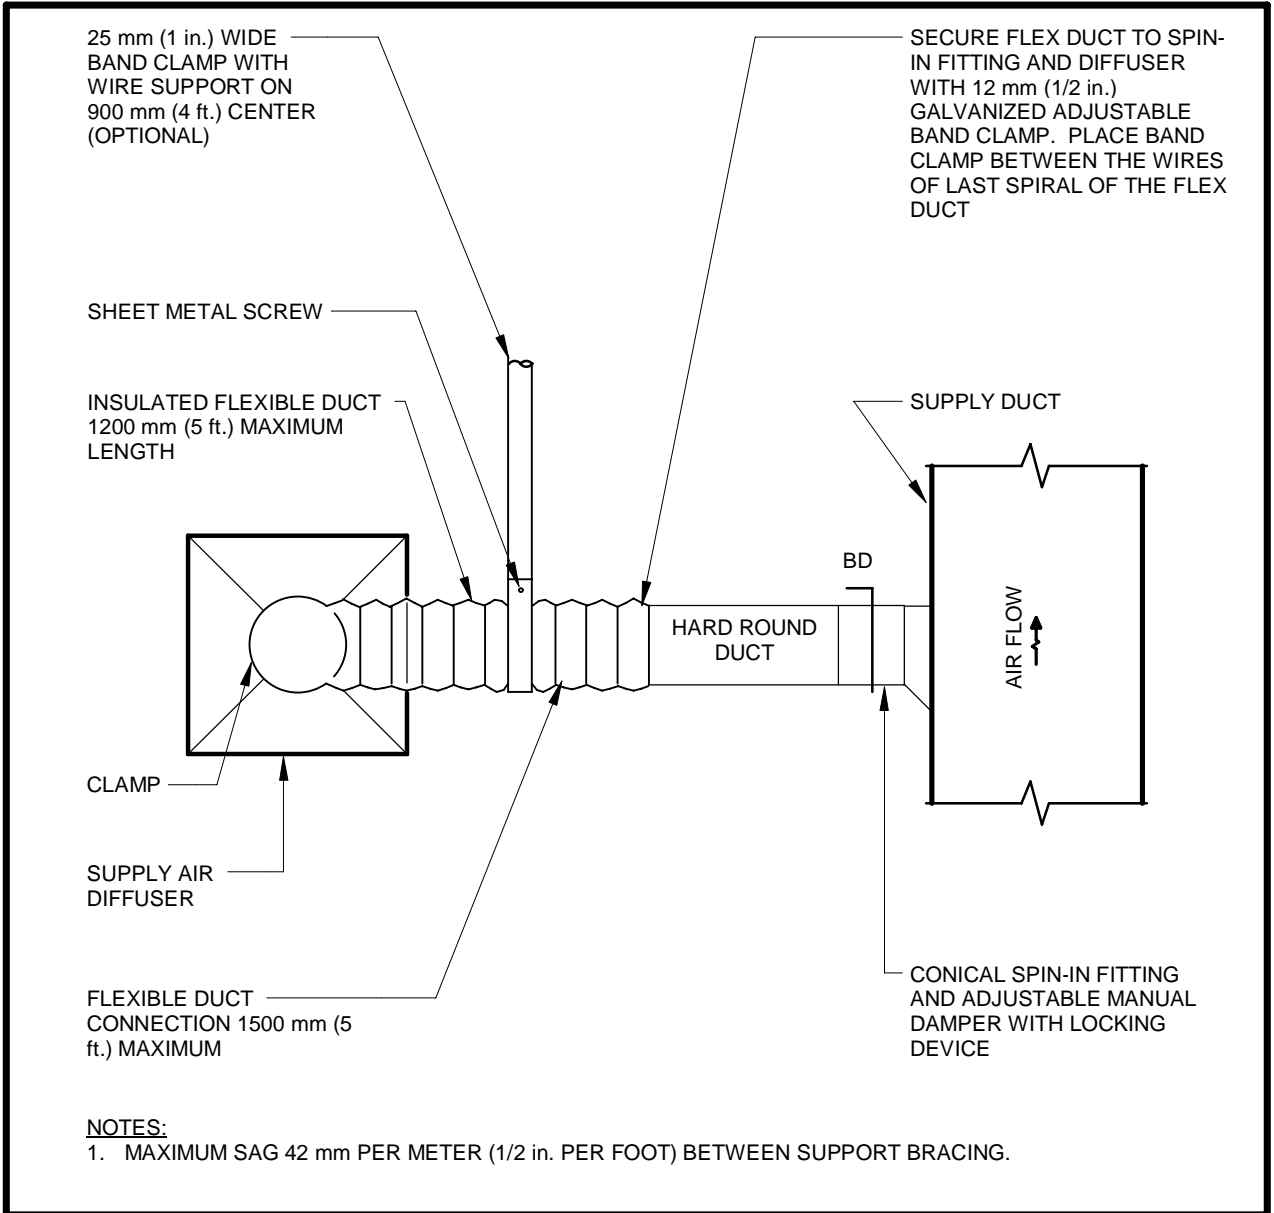 25 mm (1 in.) WIDE
BAND CLAMP WITH
WIRE SUPPORT ON
900 mm (4 ft.) CENTER
(OPTIONAL)
SECURE FLEX DUCT TO SPIN-
IN FITTING AND DIFFUSER
WITH 12 mm (1/2 in.)
GALVANIZED ADJUSTABLE
BAND CLAMP. PLACE BAND
CLAMP BETWEEN THE WIRES
OF LAST SPIRAL OF THE FLEX
DUCT
SHEET METAL SCREW
INSULATED FLEXIBLE DUCT
1200 mm (5 ft.) MAXIMUM
LENGTH
SUPPLY DUCT
BD
HARD ROUND
DUCT
AIR FLOW
CLAMP
SUPPLY AIR
DIFFUSER
FLEXIBLE DUCT
CONNECTION 1500 mm (5
ft.) MAXIMUM
CONICAL SPIN-IN FITTING
AND ADJUSTABLE MANUAL
DAMPER WITH LOCKING
DEVICE
NOTES:
1. MAXIMUM SAG 42 mm PER METER (1/2 in. PER FOOT) BETWEEN SUPPORT BRACING.